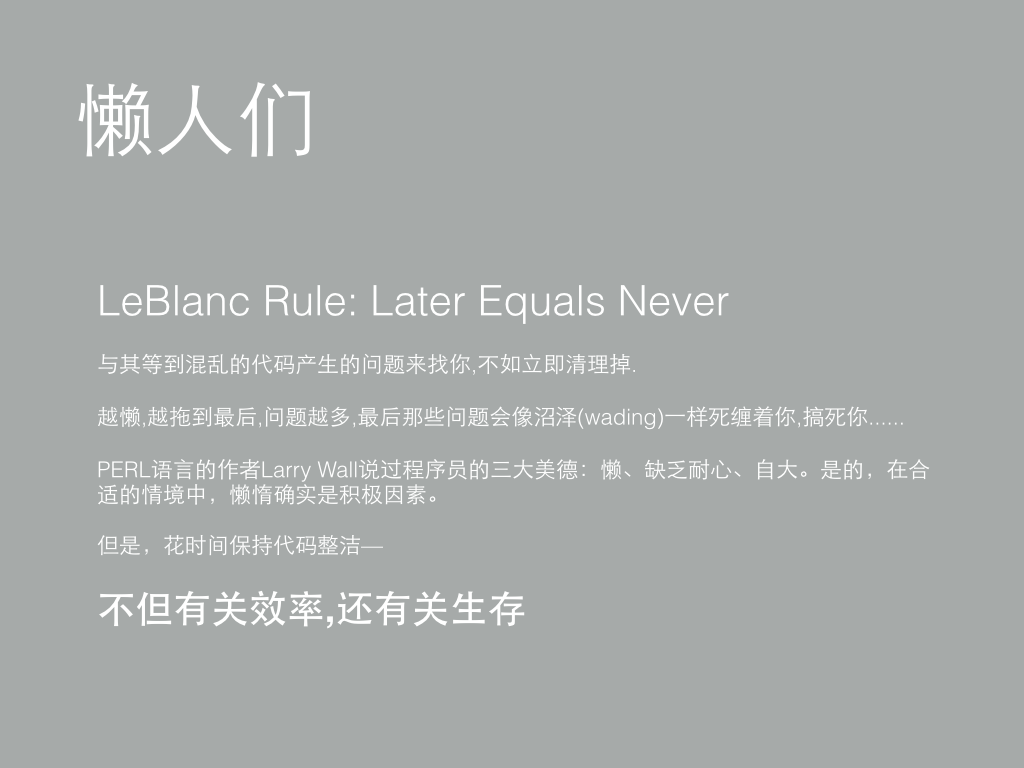 懒人们
LeBlanc Rule: Later Equals Never
与其等到混乱的代码产生的问题来找你,不如立即清理掉.
越懒,越拖到最后,问题越多,最后那些问题会像沼泽(wading)一样死缠着你,搞死你......
PERL语言的作者Larry Wall说过程序员的三大美德：懒、缺乏耐心、自大。是的，在合
适的情境中，懒惰确实是积极因素。
但是，花时间保持代码整洁—
不但有关效率,还有关生存